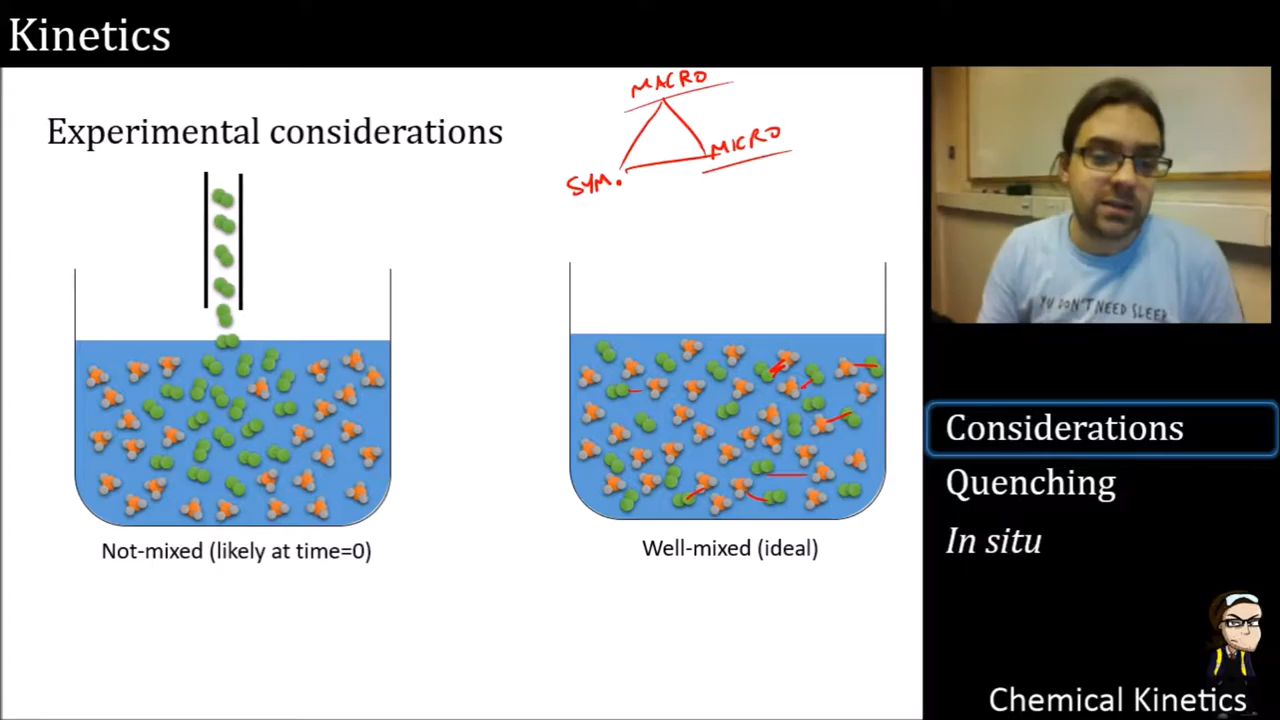 Kinetics
Experimental considerations
MACRO
MICRO
SYM.
Not-mixed (likely at time=0)
Well-mixed (ideal)
YU DON'T NEED SLEEP
Considerations
Quenching
In situ
Chemical Kinetics